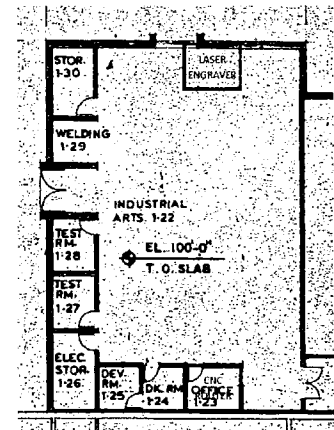 STOR.
1-30
LASER
ENGRAVER
WELDING
1-29
INDUSTRIAL
ARTS. 1-22
TEST
RM.
1-28
EL. 100'-0"
T. O. SLAB
TEST
RM.
1-27
ELEC
STOR.
1-26
DEV.
RM.
1-25
DK. RM
1-24
CNC
OFFICE
1-23